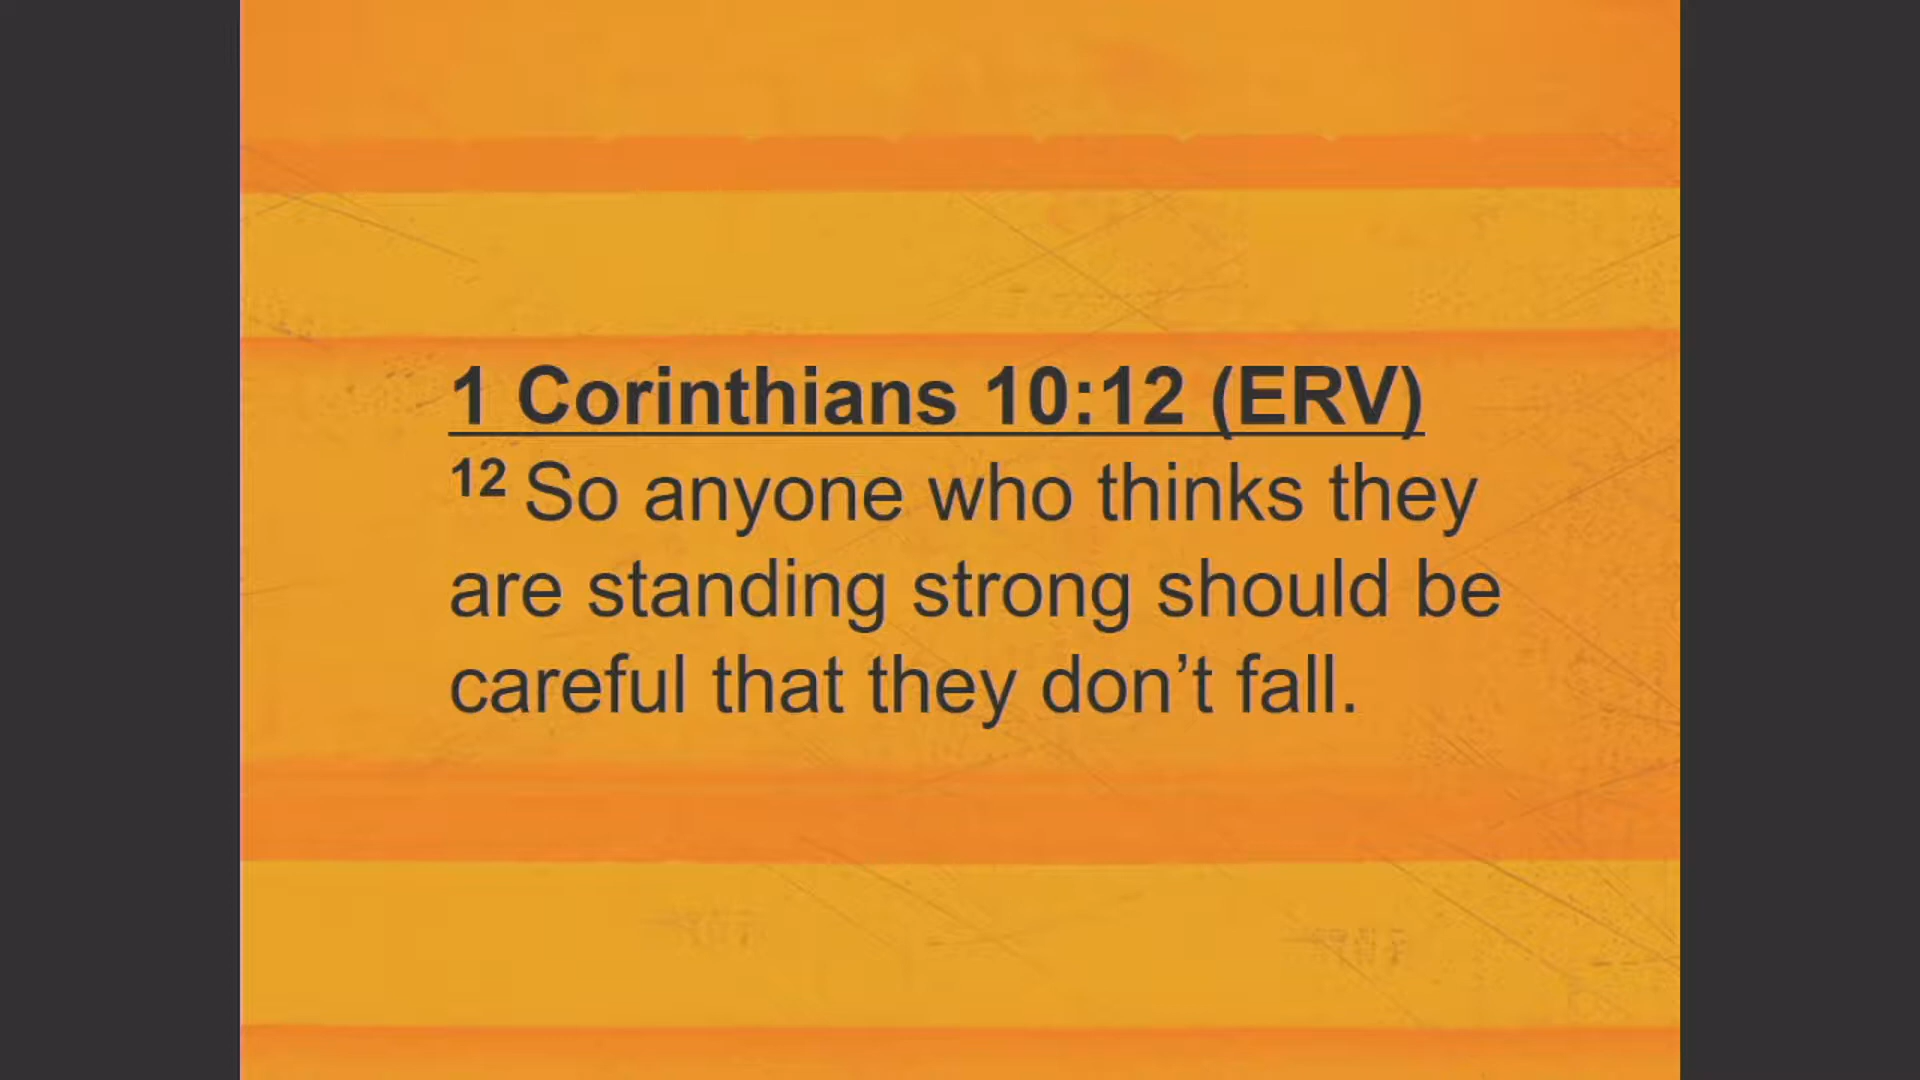 1 Corinthians 10:12 (ERV)
12 So anyone who thinks they
are standing strong should be
careful that they don’t fall.